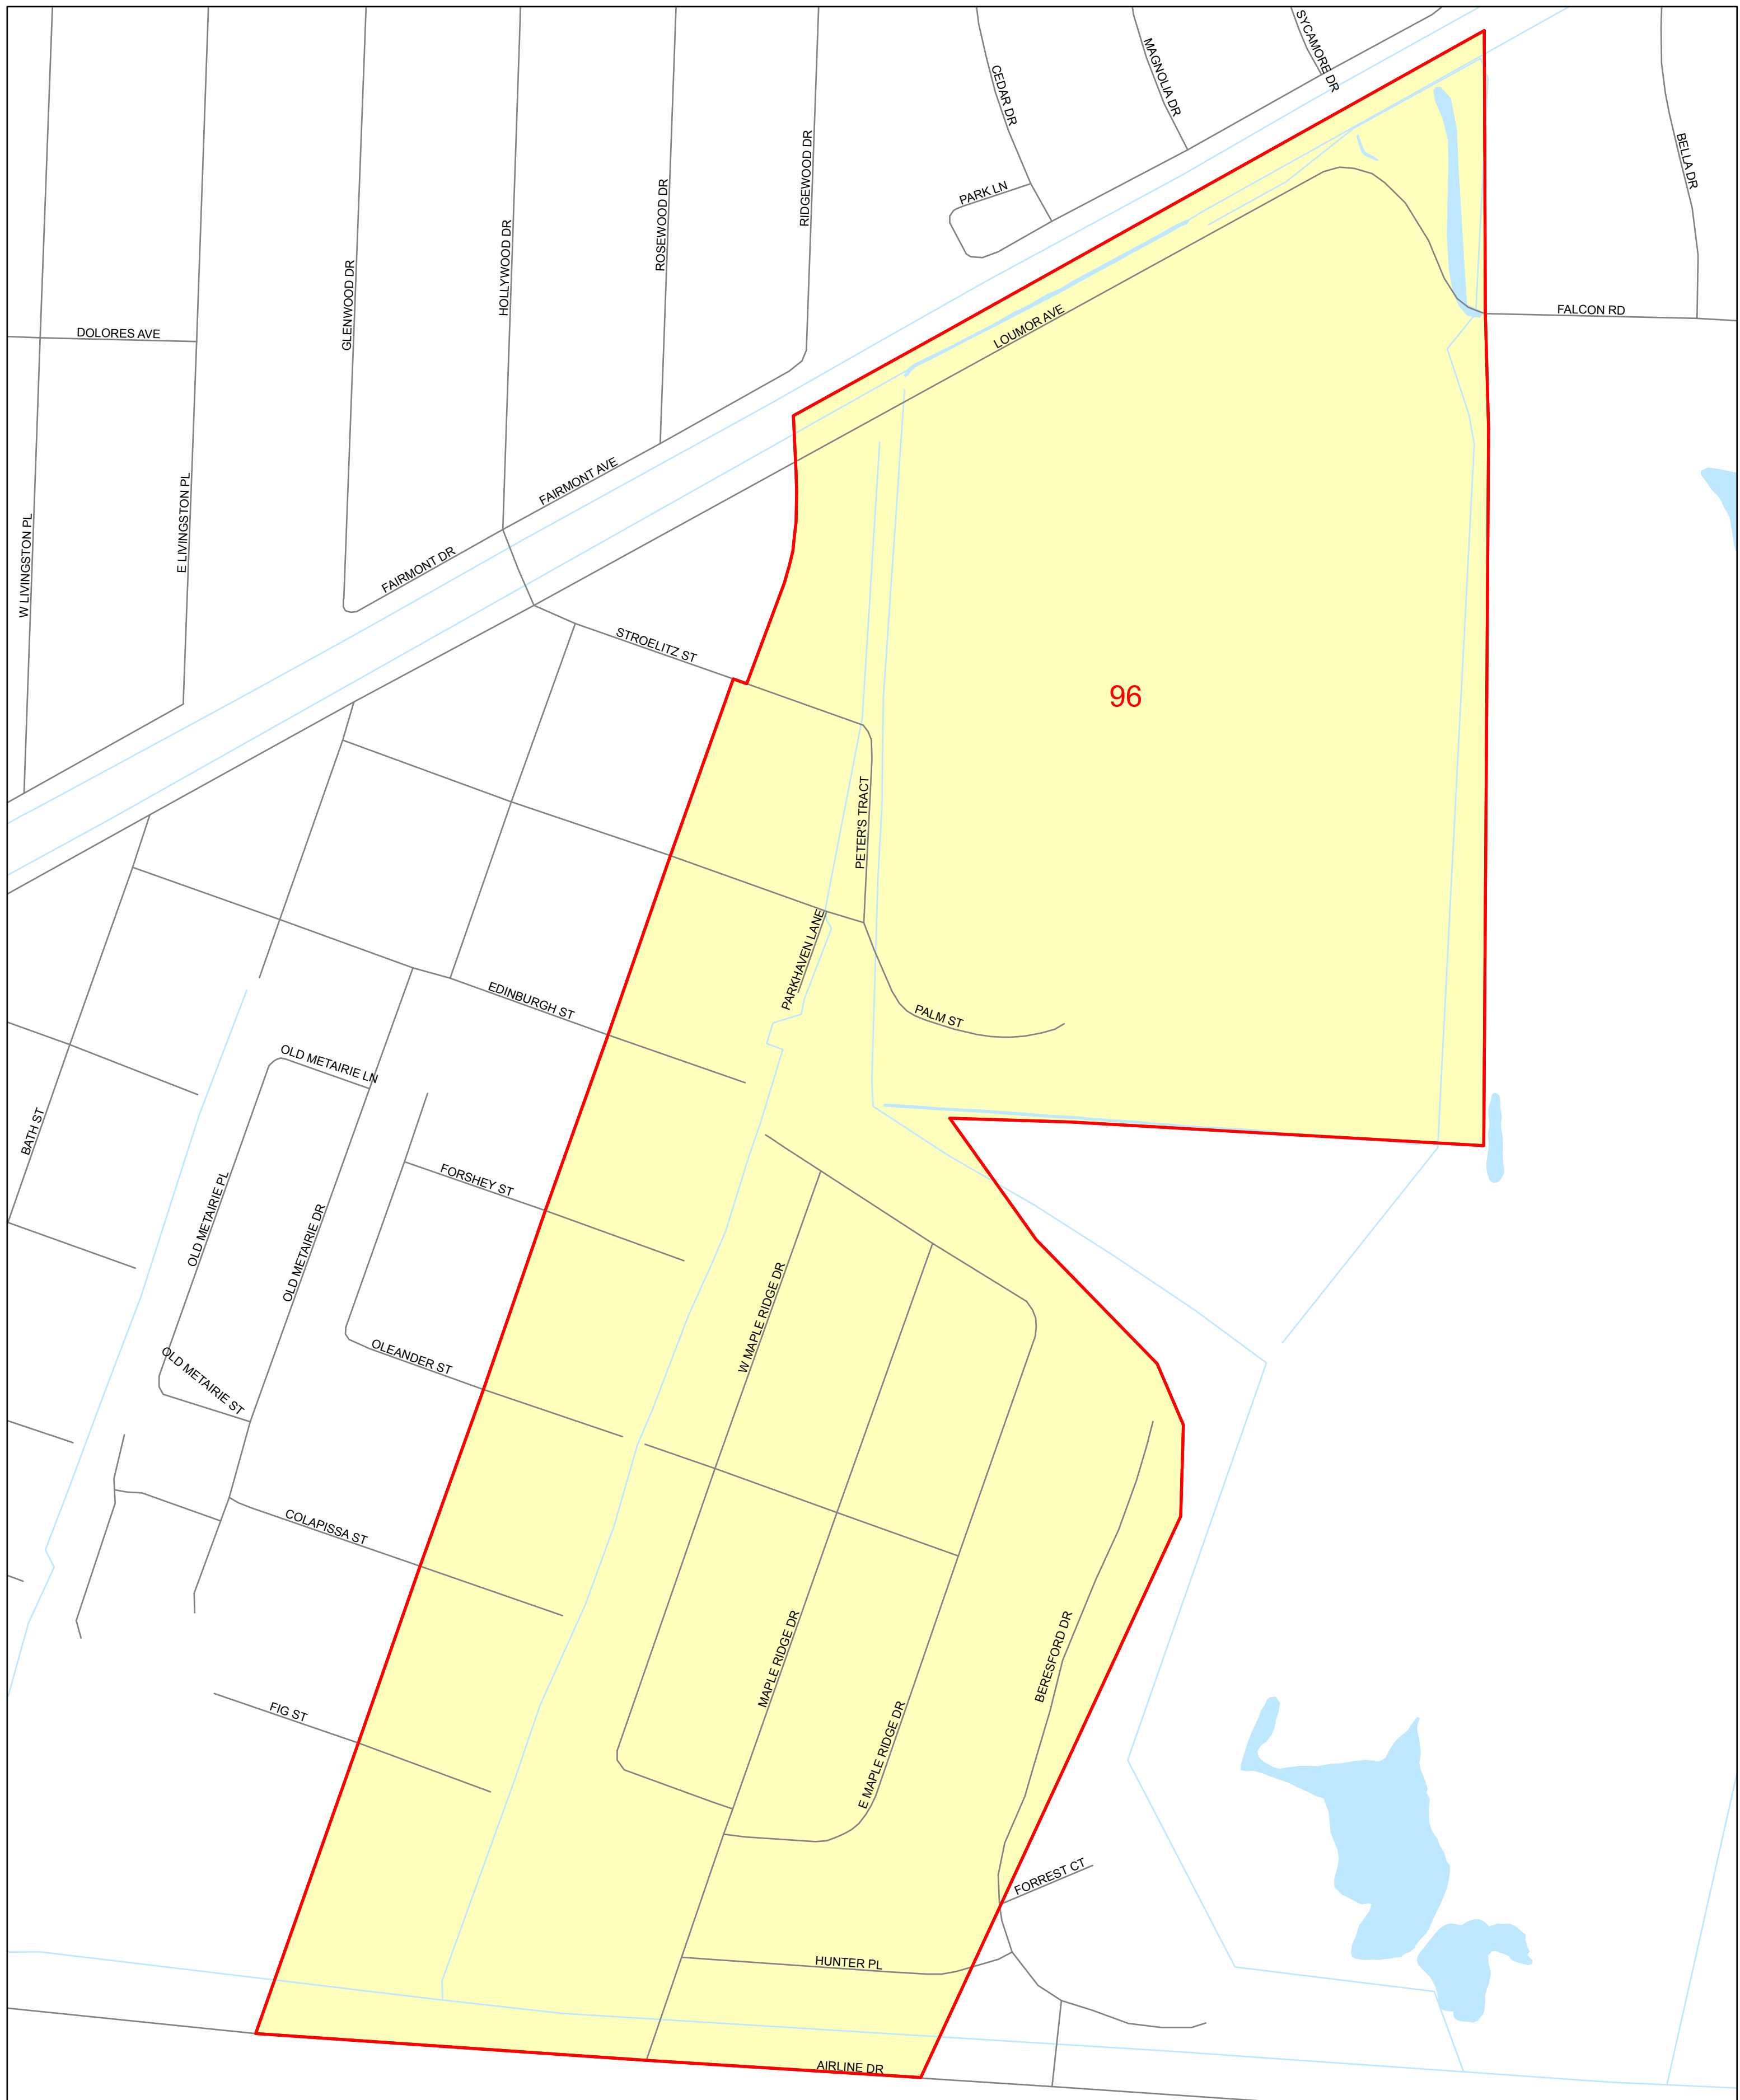 SYCAMORE DR
MAGNOLIA DR
CEDAR DR
BELLA DR
RIDGEWOOD DR
PARK LN
ROSEWOOD DR
HOLLYWOOD DR
GLENWOOD DR
FALCON RD
LOUMOR AVE
DOLORES AVE
FAIRMONT AVE
E LIVINGSTON PL
W LIVINGSTON PL
FAIRMONT DR
STROELITZ ST
96
PETER'S TRACT
PARKHAVEN LANE
EDINBURGH ST
PALM ST
OLD METAIRIE LN
BATH ST
FORSHEY ST
OLD METAIRIE PL
OLD METAIRIE DR
W MAPLE RIDGE DR
OLEANDER ST
OLD METAIRIE ST
COLAPISSA ST
MAPLE RIDGE DR
BERESFORD DR
FIG ST
E MAPLE RIDGE DR
FORREST CT
HUNTER PL
AIRLINE DR